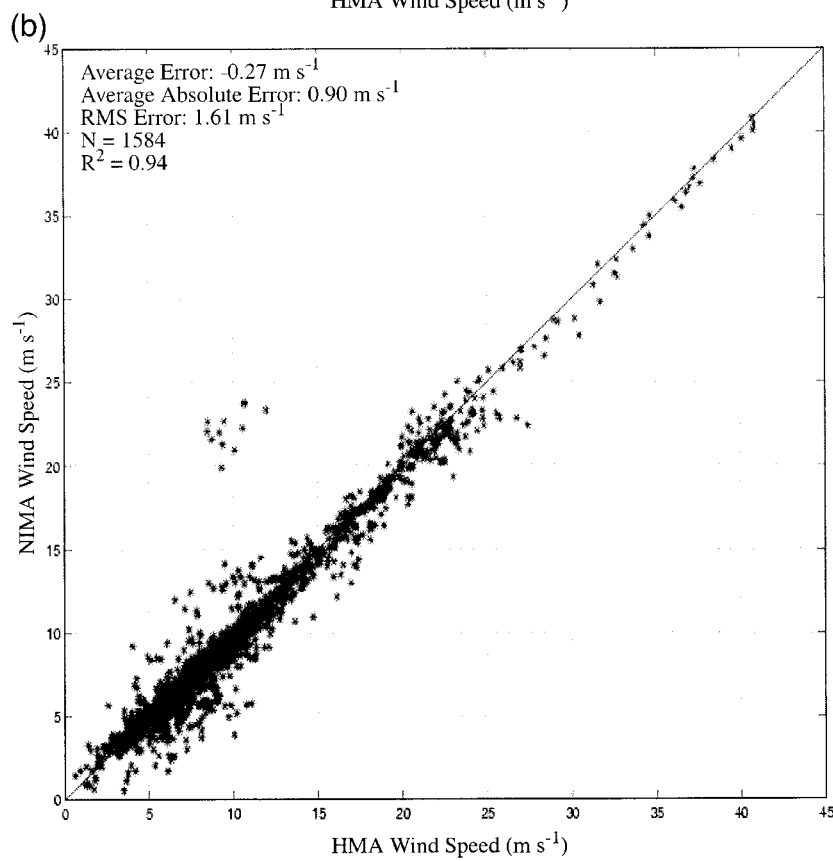 HMA Wind Speed (m s⁻¹)
(b)
45
Average Error: -0.27 m s⁻¹
Average Absolute Error: 0.90 m s⁻¹
RMS Error: 1.61 m s⁻¹
N = 1584
R² = 0.94
40
35
30
25
20
15
10
5
0
NIMA Wind Speed (m s⁻¹)
0 5 10 15 20 25 30 35 40 45
HMA Wind Speed (m s⁻¹)